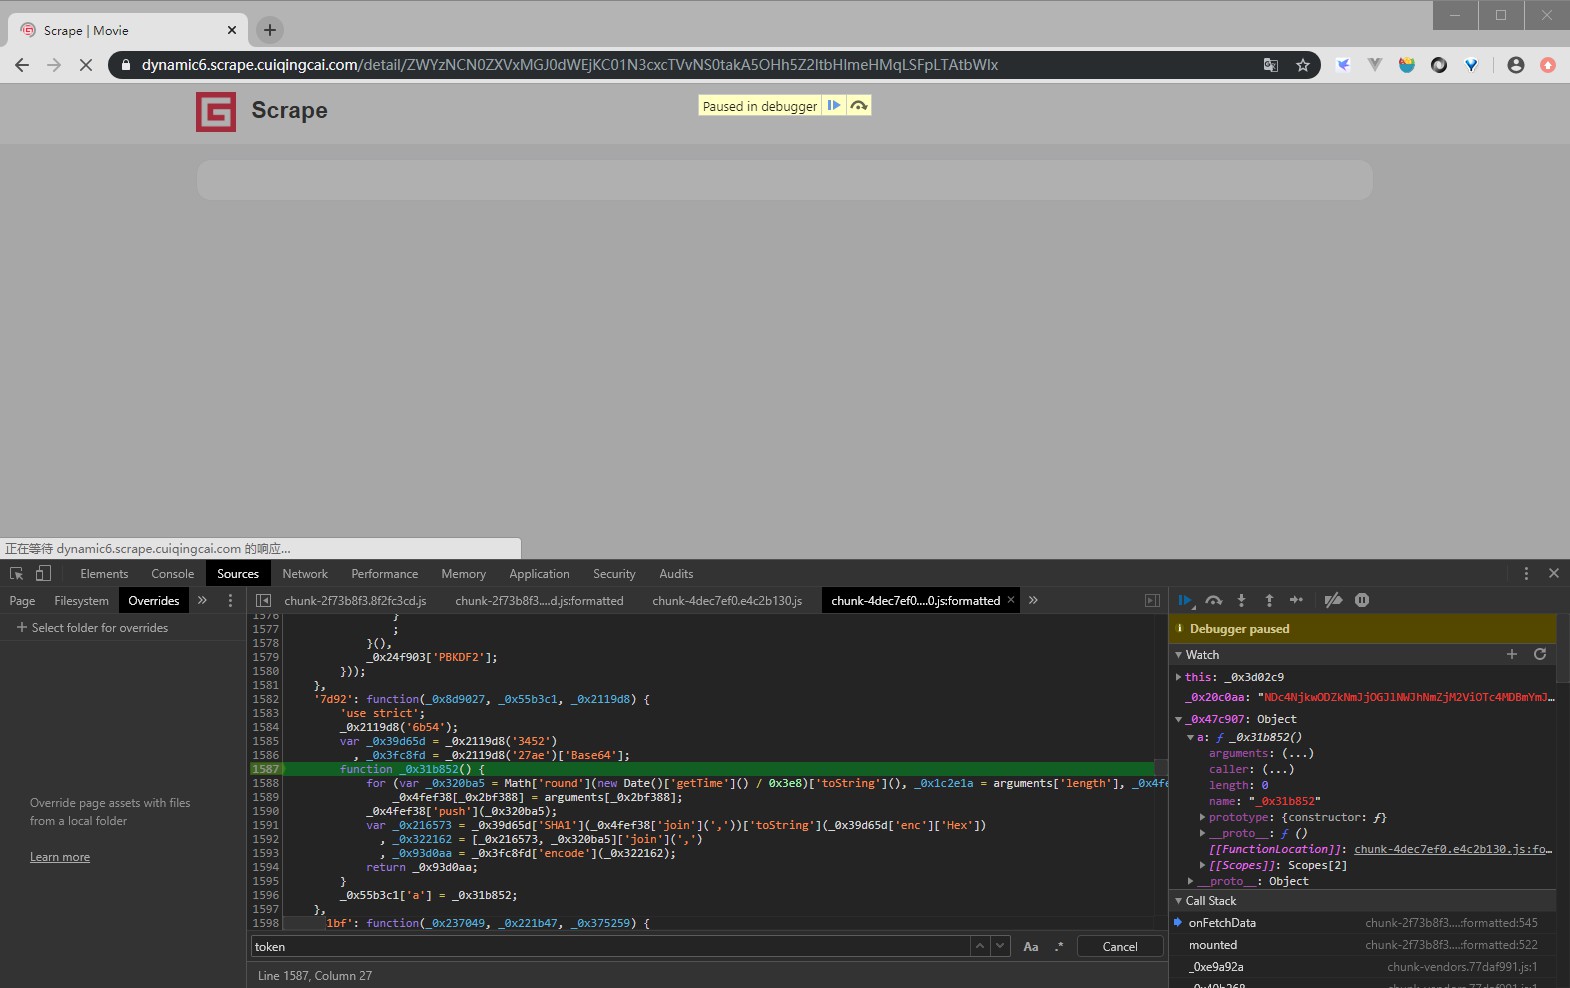 Scrape | Movie
dynamic6.scrape.cuiqingcai.com/detail/ZWYzNCN0ZXVxMGJ0dWEjKC01N3cxcTVvNS0takA5OHh5Z2ltbHlmeHMqLSFpLTAtbWIx
Scrape
Paused in debugger
正在等待 dynamic6.scrape.cuiqingcai.com 的响应...
Elements Console Sources Network Performance Memory Application Security Audits
Page Filesystem Overrides
chunk-2f73b8f3.8f2fc3cd.js chunk-2f73b8f3....d.js:formatted chunk-4dec7ef0.e4c2b130.js chunk-4dec7ef0....0.js:formatted
+ Select folder for overrides
Override page assets with files
from a local folder
Learn more
1576 }
1577 ;
1578 }(),
1579 _0x24f903['PBKDF2'];
1580 }));
1581 },
1582 '7d92': function(_0x8d9027, _0x55b3c1, _0x2119d8) {
1583 'use strict';
1584 _0x2119d8('6b54');
1585 var _0x39d65d = _0x2119d8('3452')
1586 , _0x3fc8fd = _0x2119d8('27ae')['Base64'];
1587 function _0x31b852() {
1588 for (var _0x320ba5 = Math['round'](new Date()['getTime']() / 0x3e8)['toString'](), _0x1c2e1a = arguments['length'], _0x4fe
1589 _0x4fef38[_0x2bf388] = arguments[_0x2bf388];
1590 _0x4fef38['push'](_0x320ba5);
1591 var _0x216573 = _0x39d65d['SHA1'](_0x4fef38['join'](','))['toString'](_0x39d65d['enc']['Hex'])
1592 , _0x322162 = [_0x216573, _0x320ba5]['join'](',')
1593 , _0x93d0aa = _0x3fc8fd['encode'](_0x322162);
1594 return _0x93d0aa;
1595 }
1596 _0x55b3c1['a'] = _0x31b852;
1597 },
1598 1bf': function(_0x237049, _0x221b47, _0x375259) {
token
Aa .* Cancel
Line 1587, Column 27
Debugger paused
Watch
this: _0x3d02c9
_0x20c0aa: "NDc4NjkwODZkNmJjOGJlNWJhNmZjM2ViOTc4MDBmYmJ…
_0x47c907: Object
a: ƒ _0x31b852()
arguments: (...)
caller: (...)
length: 0
name: "_0x31b852"
prototype: {constructor: ƒ}
__proto__: ƒ ()
[[FunctionLocation]]: chunk-4dec7ef0.e4c2b130.js:fo…
[[Scopes]]: Scopes[2]
__proto__: Object
Call Stack
onFetchData chunk-2f73b8f3....:formatted:545
mounted chunk-2f73b8f3....:formatted:522
_0xe9a92a chunk-vendors.77daf991.js:1